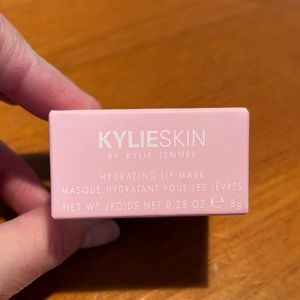 KYLIESKIN
BY KYLIE JENNER
HYDRATING LIP MASK
MASQUE HYDRATANT POUR LES LÈVRES
NET WT./POIDS NET 0.28 OZ ℮ 8g